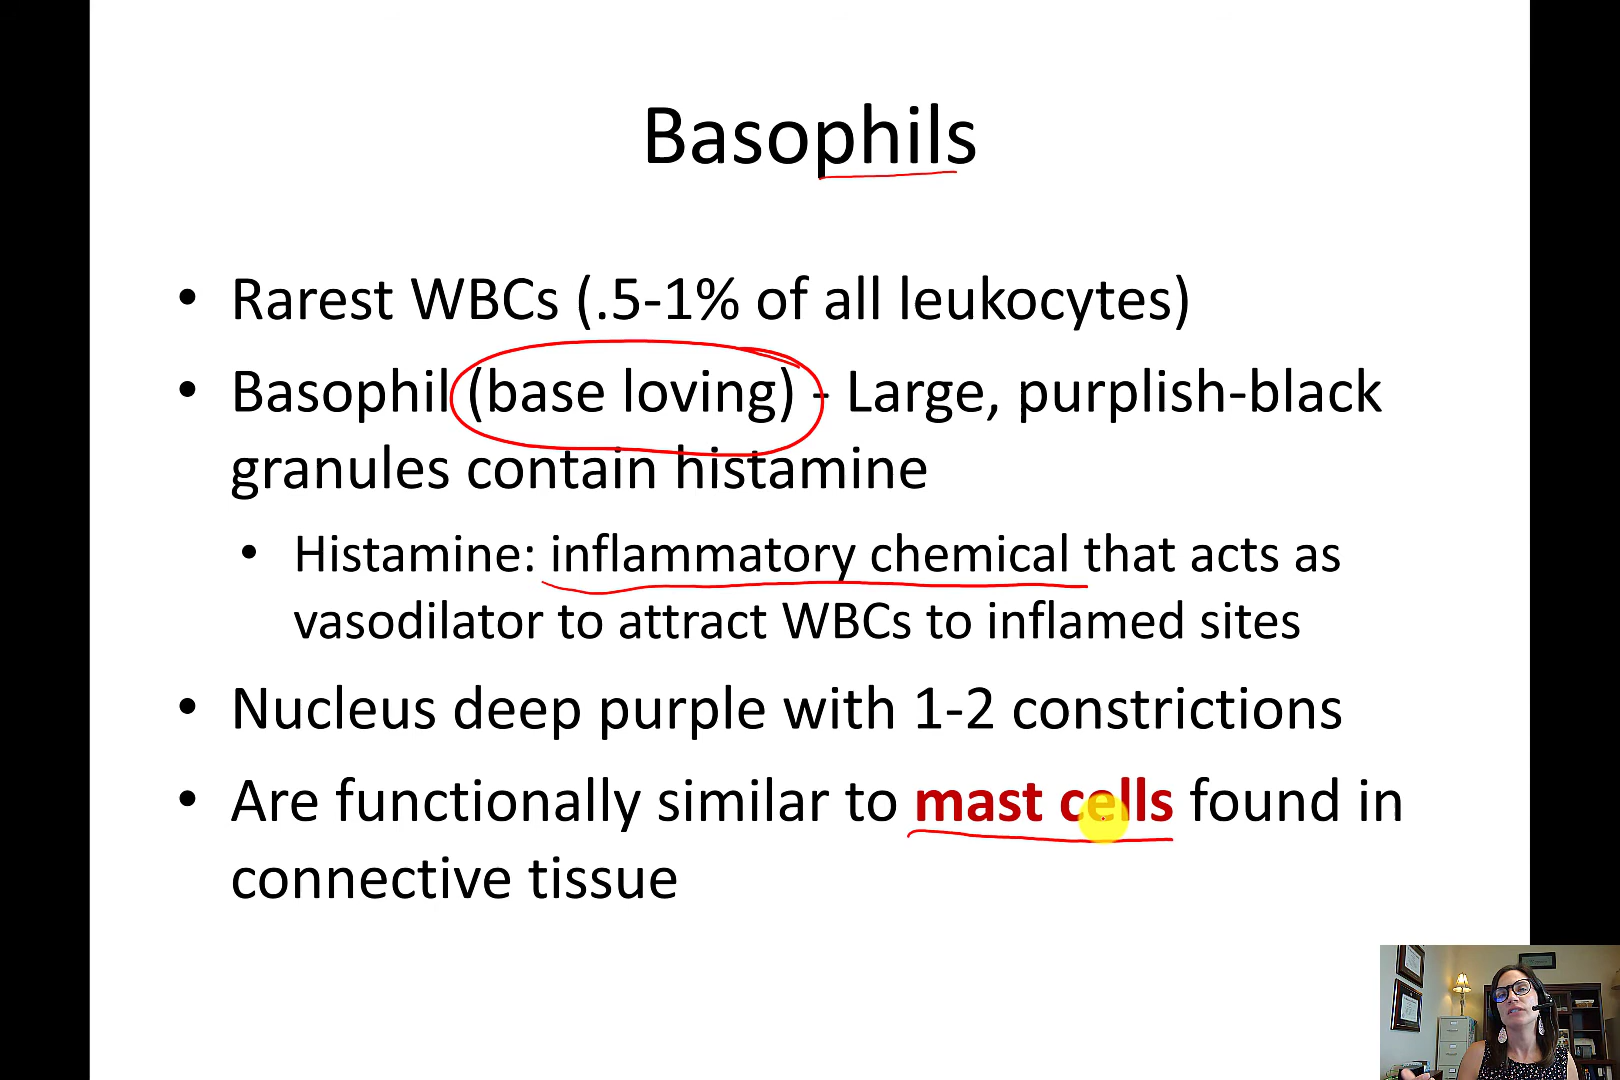 Basophils
• Rarest WBCs (.5-1% of all leukocytes)
• Basophil (base loving) - Large, purplish-black
granules contain histamine
• Histamine: inflammatory chemical that acts as
vasodilator to attract WBCs to inflamed sites
• Nucleus deep purple with 1-2 constrictions
• Are functionally similar to mast cells found in
connective tissue